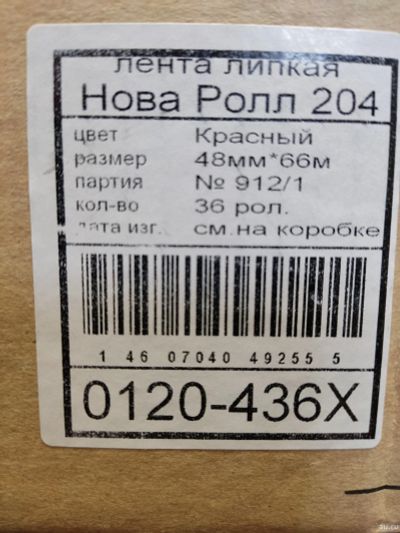 лента липкая
Нова Ролл 204
цвет Красный
размер 48мм*66м
партия № 912/1
кол-во 36 рол.
дата изг. см.на коробке
1 46 07040 49255 5
0120-436X